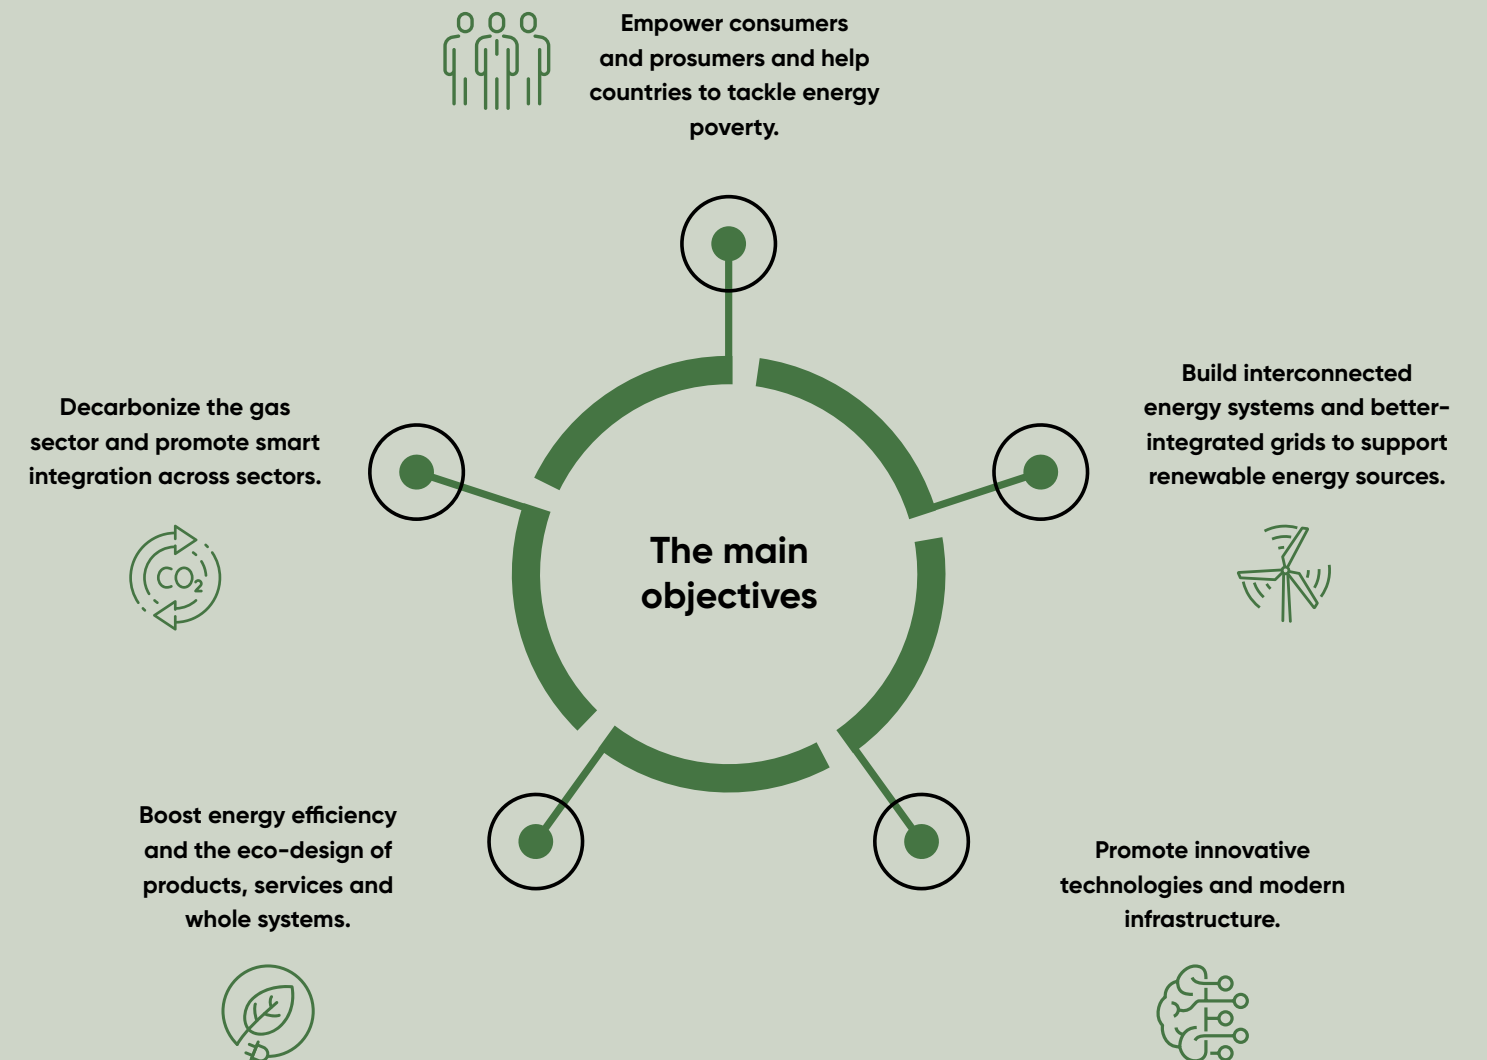 Empower consumers
and prosumers and help
countries to tackle energy
poverty.
Build interconnected
energy systems and better-
integrated grids to support
renewable energy sources.
Decarbonize the gas
sector and promote smart
integration across sectors.
CO2
The main
objectives
Boost energy efficiency
and the eco-design of
products, services and
whole systems.
Promote innovative
technologies and modern
infrastructure.